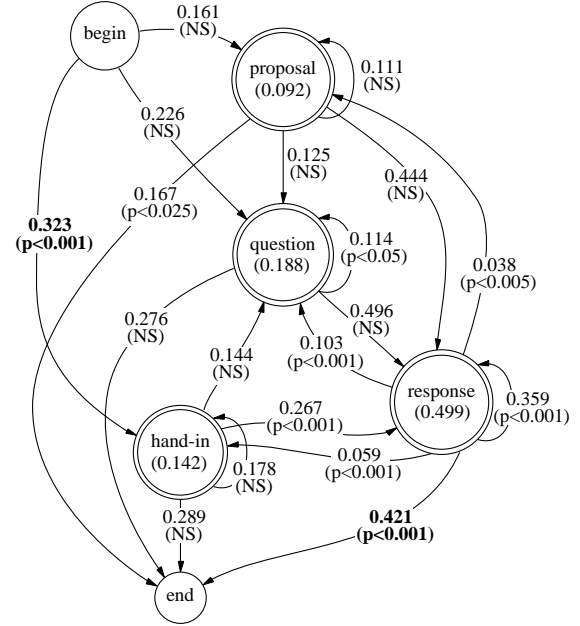 begin
0.161
(NS)
proposal
(0.092)
0.111
(NS)
0.226
(NS)
0.125
(NS)
0.444
(NS)
0.167
(p<0.025)
0.323
(p<0.001)
question
(0.188)
0.114
(p<0.05)
0.038
(p<0.005)
0.276
(NS)
0.496
(NS)
0.144
(NS)
0.103
(p<0.001)
response
(0.499)
0.359
(p<0.001)
0.267
(p<0.001)
hand-in
(0.142)
0.059
(p<0.001)
0.178
(NS)
0.289
(NS)
0.421
(p<0.001)
end